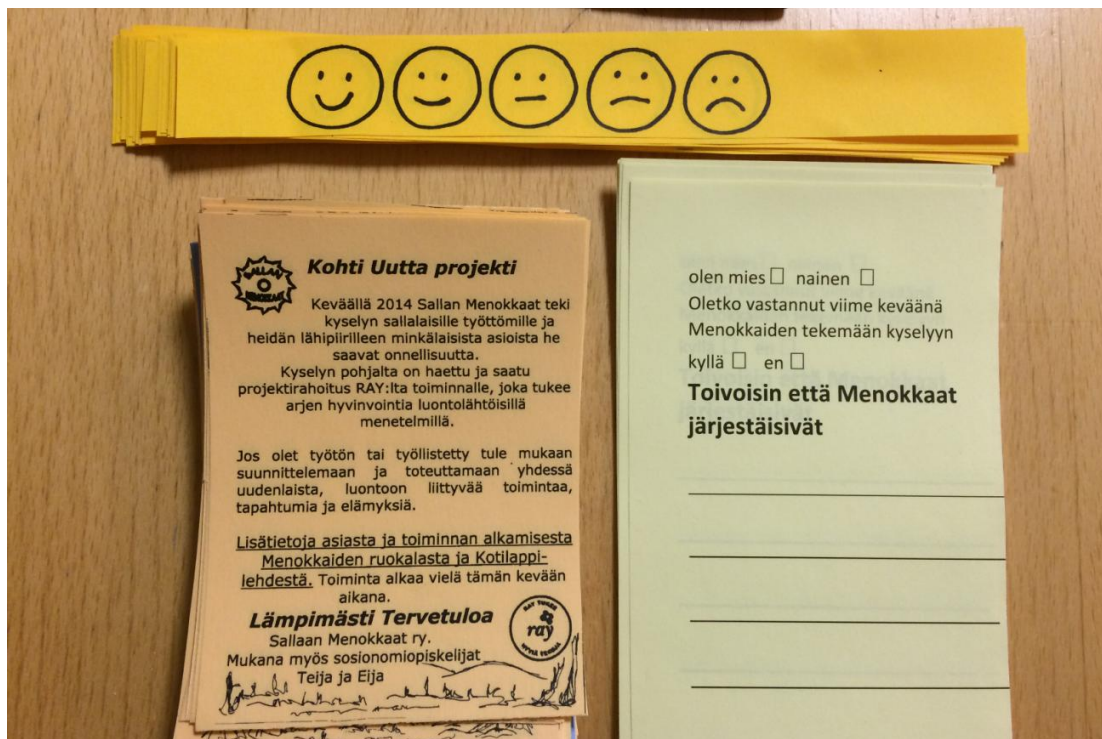 SALLAN
MENOKKAAT
Kohti Uutta projekti
Keväällä 2014 Sallan Menokkaat teki
kyselyn sallalaisille työttömille ja
heidän lähipiirilleen minkälaisista asioista he
saavat onnellisuutta.
Kyselyn pohjalta on haettu ja saatu
projektirahoitus RAY:lta toiminnalle, joka tukee
arjen hyvinvointia luontolähtöisillä
menetelmillä.
Jos olet työtön tai työllistetty tule mukaan
suunnittelemaan ja toteuttamaan yhdessä
uudenlaista, luontoon liittyvää toimintaa,
tapahtumia ja elämyksiä.
Lisätietoja asiasta ja toiminnan alkamisesta
Menokkaiden ruokalasta ja Kotilappi-
lehdestä. Toiminta alkaa vielä tämän kevään
aikana.
Lämpimästi Tervetuloa
Sallaan Menokkaat ry.
Mukana myös sosionomiopiskelijat
Teija ja Eija
RAY TUKEE
ray
olen mies ☐ nainen ☐
Oletko vastannut viime keväänä
Menokkaiden tekemään kyselyyn
kyllä ☐ en ☐
Toivoisin että Menokkaat
järjestäisivät